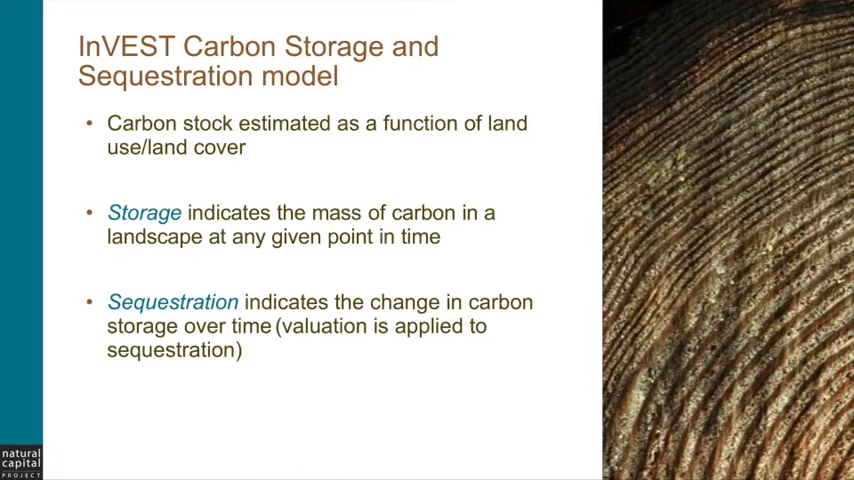 InVEST Carbon Storage and
Sequestration model
• Carbon stock estimated as a function of land
use/land cover
• Storage indicates the mass of carbon in a
landscape at any given point in time
• Sequestration indicates the change in carbon
storage over time (valuation is applied to
sequestration)
natural
capital
PROJECT